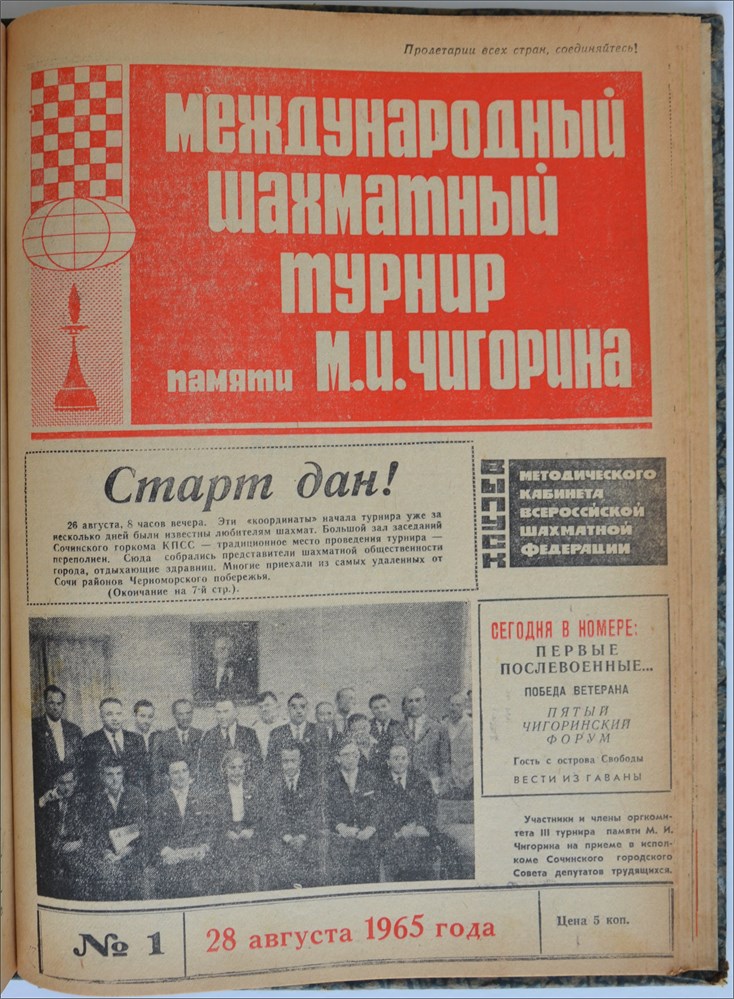 Пролетарии всех стран, соединяйтесь!
международный
шахматный
турнир
памяти М.И.ЧИГОРИНА
Старт дан!
26 августа, 8 часов вечера. Эти «координаты» начала турнира уже за
несколько дней были известны любителям шахмат. Большой зал заседаний
Сочинского горкома КПСС — традиционное место проведения турнира —
переполнен. Сюда собрались представители шахматной общественности
города, отдыхающие здравниц. Многие приехали из самых удаленных от
Сочи районов Черноморского побережья.
(Окончание на 7-й стр.).
ВЫПУСК
МЕТОДИЧЕСКОГО
КАБИНЕТА
ВСЕРОССИЙСКОЙ
ШАХМАТНОЙ
ФЕДЕРАЦИИ
СЕГОДНЯ В НОМЕРЕ:
ПЕРВЫЕ
ПОСЛЕВОЕННЫЕ...
ПОБЕДА ВЕТЕРАНА
ПЯТЫЙ
ЧИГОРИНСКИЙ
ФОРУМ
Гость с острова Свободы
ВЕСТИ ИЗ ГАВАНЫ
Участники и члены оргкоми-
тета III турнира памяти М. И.
Чигорина на приеме в испол-
коме Сочинского городского
Совета депутатов трудящихся.
№ 1
28 августа 1965 года
Цена 5 коп.